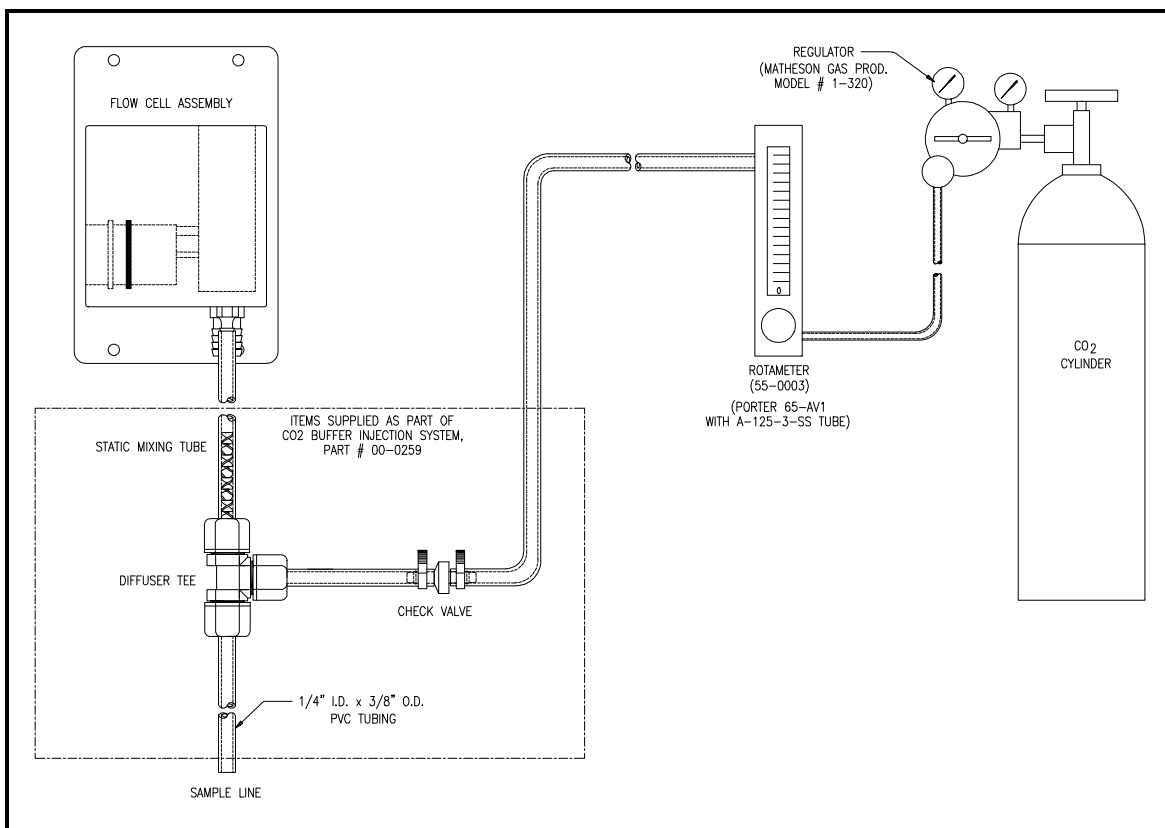 FLOW CELL ASSEMBLY
REGULATOR
(MATHESON GAS PROD.
MODEL # 1-320)
0
ROTAMETER
(55-0003)
(PORTER 65-AV1
WITH A-125-3-SS TUBE)
CO2
CYLINDER
ITEMS SUPPLIED AS PART OF
CO2 BUFFER INJECTION SYSTEM,
PART # 00-0259
STATIC MIXING TUBE
DIFFUSER TEE
CHECK VALVE
1/4" I.D. x 3/8" O.D.
PVC TUBING
SAMPLE LINE